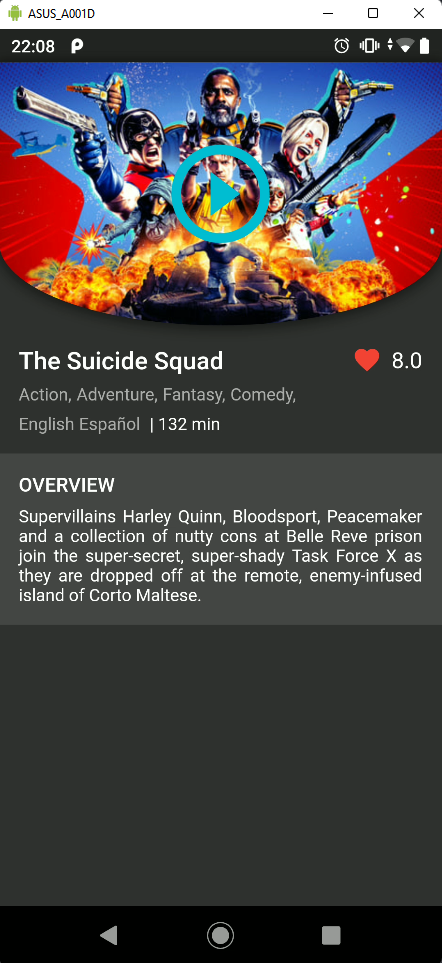 ASUS_A001D
22:08
The Suicide Squad
8.0
Action, Adventure, Fantasy, Comedy,
English Español | 132 min
OVERVIEW
Supervillains Harley Quinn, Bloodsport, Peacemaker
and a collection of nutty cons at Belle Reve prison
join the super-secret, super-shady Task Force X as
they are dropped off at the remote, enemy-infused
island of Corto Maltese.